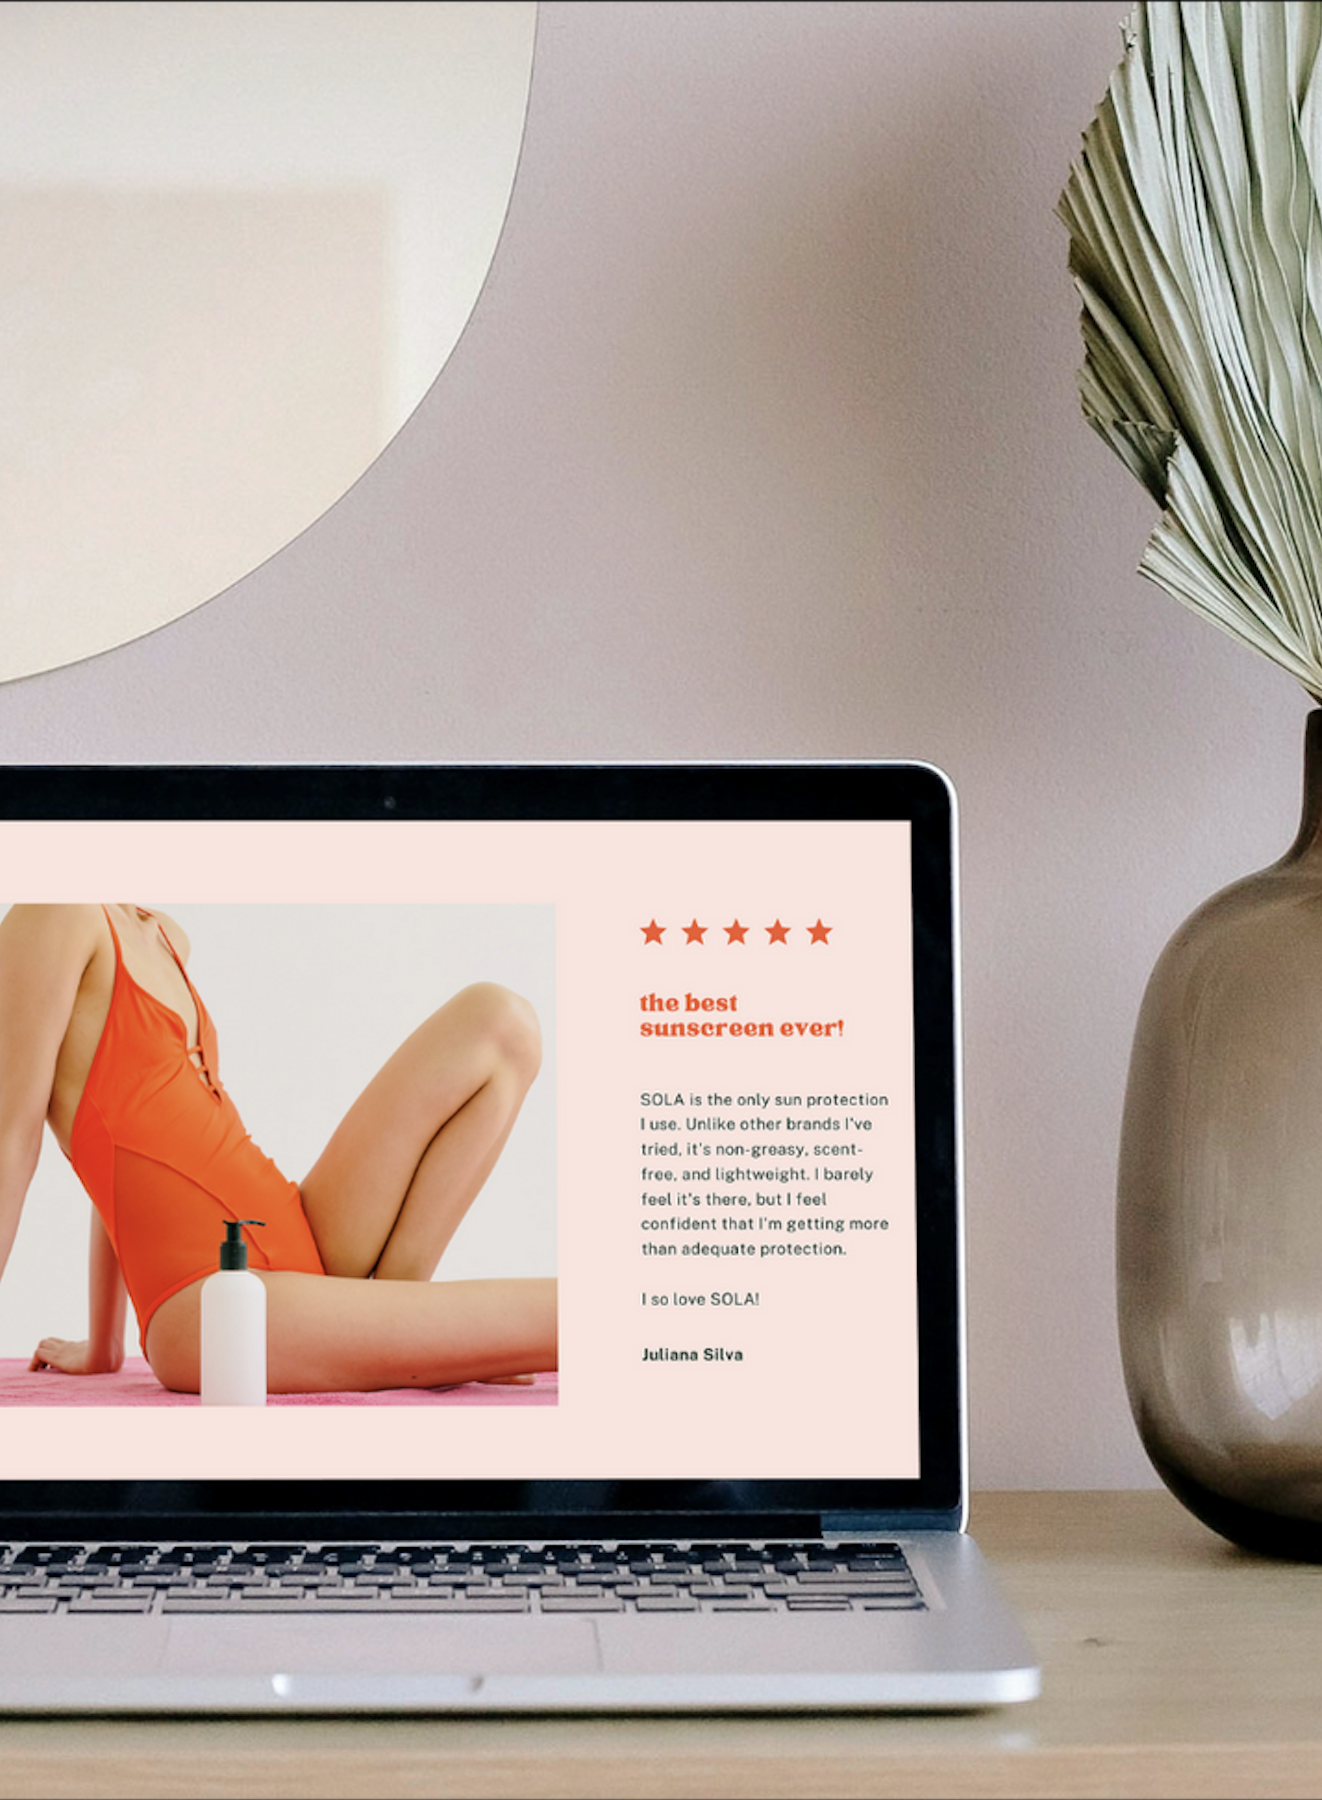 the best
sunscreen ever!
SOLA is the only sun protection
I use. Unlike other brands I've
tried, it's non-greasy, scent-
free, and lightweight. I barely
feel it's there, but I feel
confident that I'm getting more
than adequate protection.
I so love SOLA!
Juliana Silva